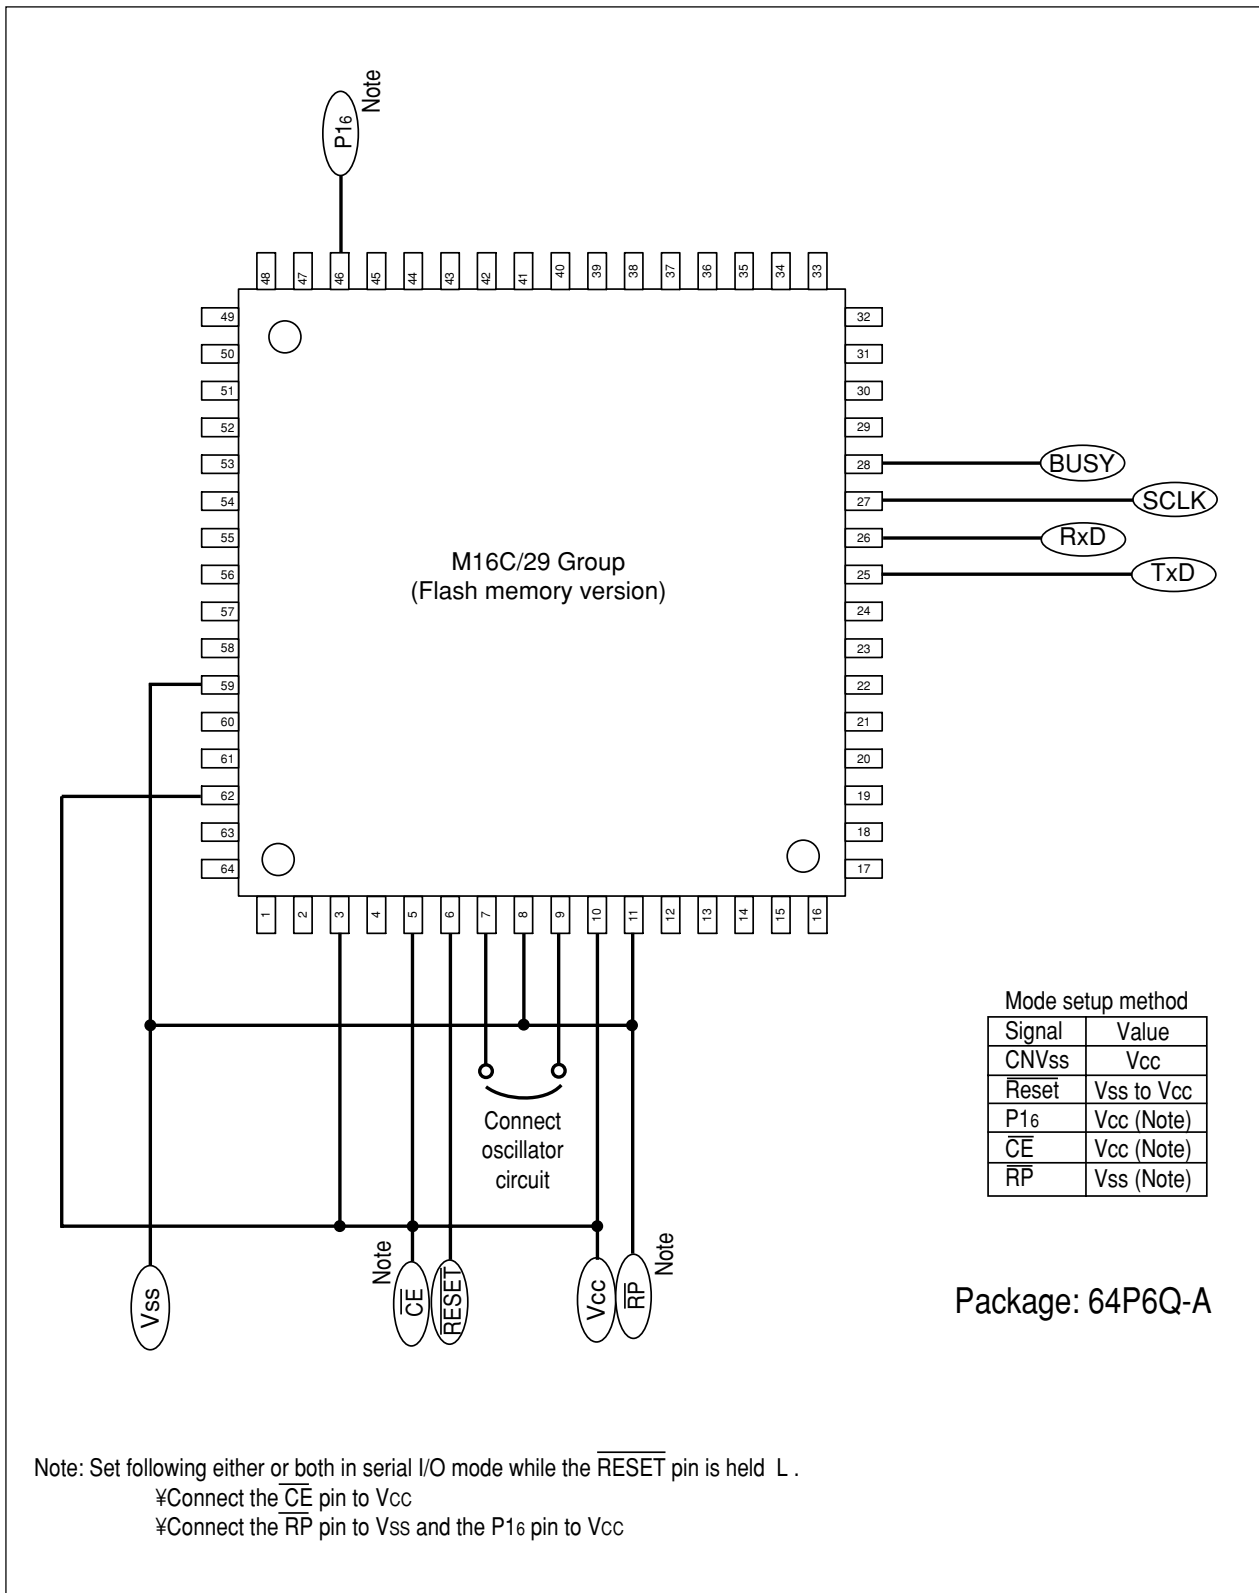 P16
Note
48 47 46 45 44 43 42 41 40 39 38 37 36 35 34 33
49
50
51
52
53
54
55
56
57
58
59
60
61
62
63
64
32
31
30
29
28
27
26
25
24
23
22
21
20
19
18
17
BUSY
SCLK
RxD
TxD
M16C/29 Group
(Flash memory version)
1 2 3 4 5 6 7 8 9 10 11 12 13 14 15 16
Connect
oscillator
circuit
Mode setup method
Signal Value
CNVss Vcc
Reset Vss to Vcc
P16 Vcc (Note)
CE Vcc (Note)
RP Vss (Note)
Vss
Note
CE
RESET
Vcc
RP
Note
Package: 64P6Q-A
Note: Set following either or both in serial I/O mode while the RESET pin is held L .
¥Connect the CE pin to VCC
¥Connect the RP pin to VSS and the P16 pin to VCC